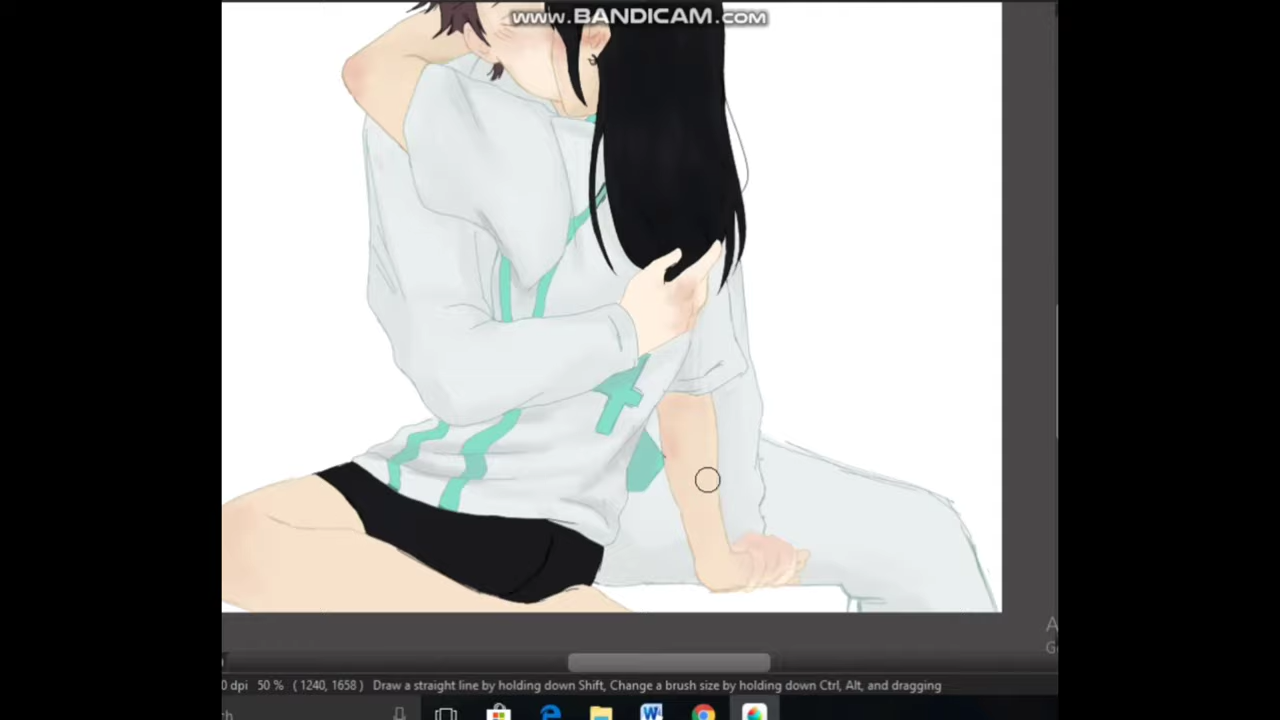 www.BANDICAM.com
A
G
0 dpi 50 % ( 1240, 1658 ) Draw a straight line by holding down Shift, Change a brush size by holding down Ctrl, Alt, and dragging
ch